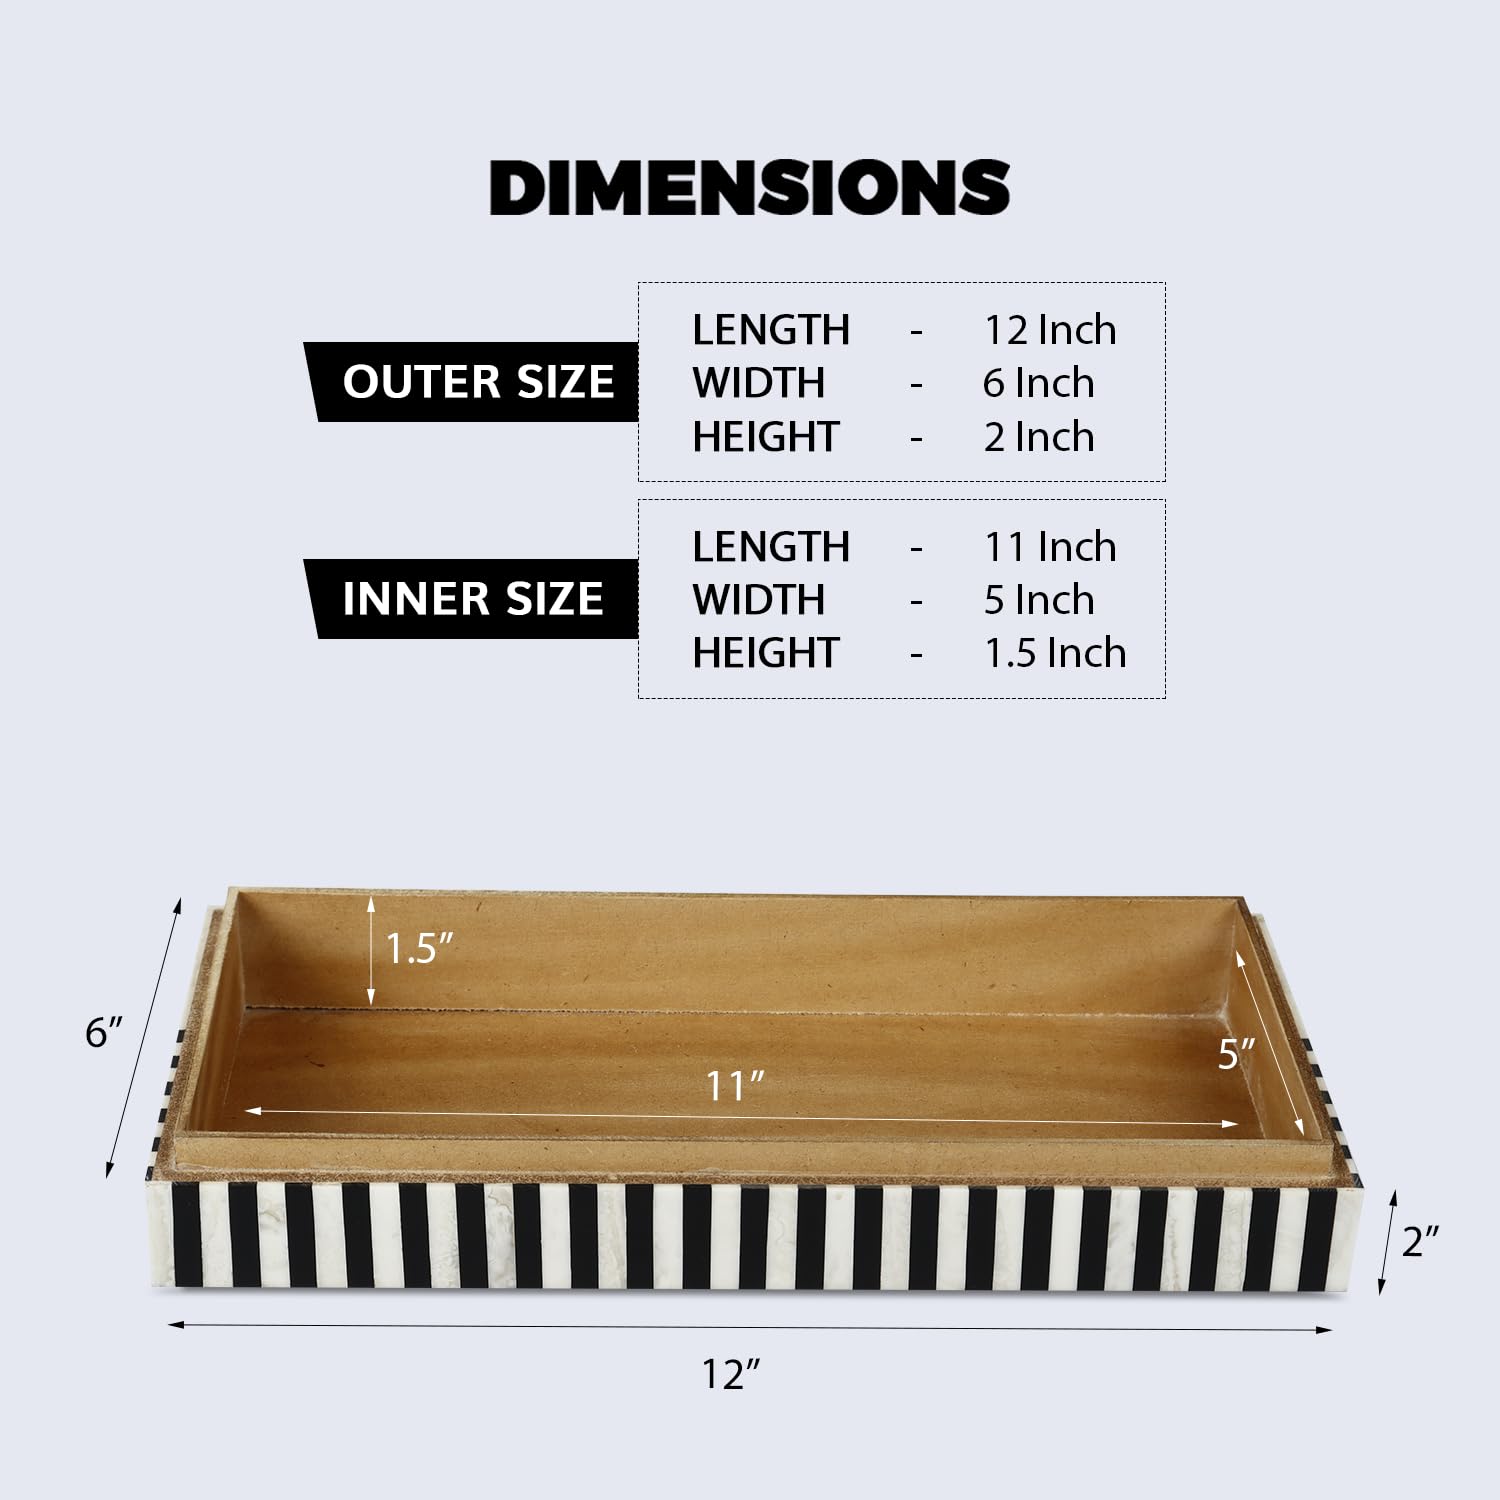 DIMENSIONS
OUTER SIZE
LENGTH - 12 Inch
WIDTH - 6 Inch
HEIGHT - 2 Inch
INNER SIZE
LENGTH - 11 Inch
WIDTH - 5 Inch
HEIGHT - 1.5 Inch
1.5”
6”
5”
11”
2”
12”